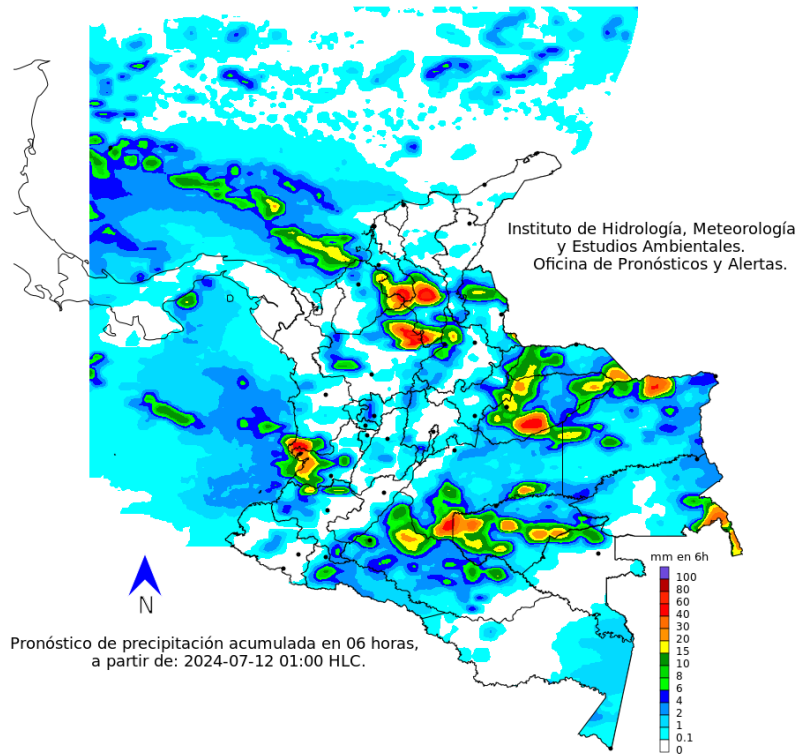 Instituto de Hidrología, Meteorología
y Estudios Ambientales.
Oficina de Pronósticos y Alertas.
N
mm en 6h
100
80
60
40
30
20
15
10
8
6
4
2
1
0.1
0
Pronóstico de precipitación acumulada en 06 horas,
a partir de: 2024-07-12 01:00 HLC.